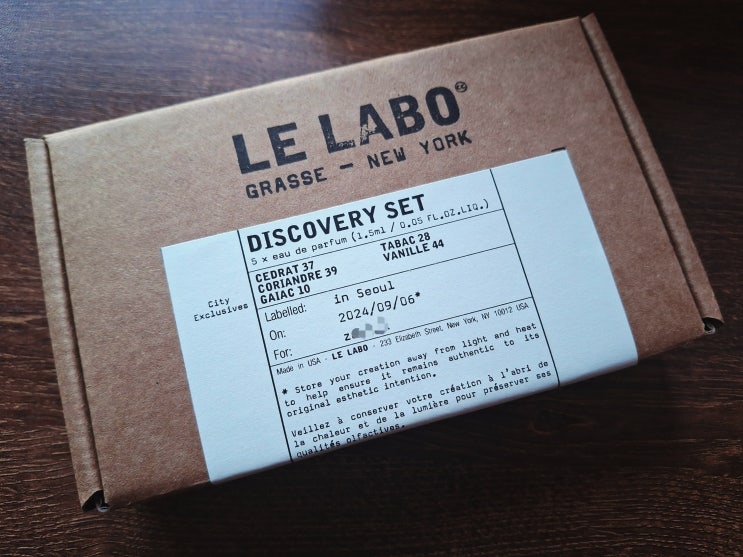 LE LABO®
GRASSE — NEW YORK
DISCOVERY SET
5 x eau de parfum (1.5ml / 0.05 FL.OZ.LIQ.)
CEDRAT 37
CORIANDRE 39
GAIAC 10
TABAC 28
VANILLE 44
City
Exclusives
Labelled: in Seoul
On: 2024/09/06*
For: z
Made in USA - LE LABO - 233 Elizabeth Street, New York, NY 10012 USA
* Store your creation away from light and heat
to help ensure it remains authentic to its
original esthetic intention.
Veillez à conserver votre création à l'abri de
la chaleur et de la lumière pour préserver ses
qualités olfactives.